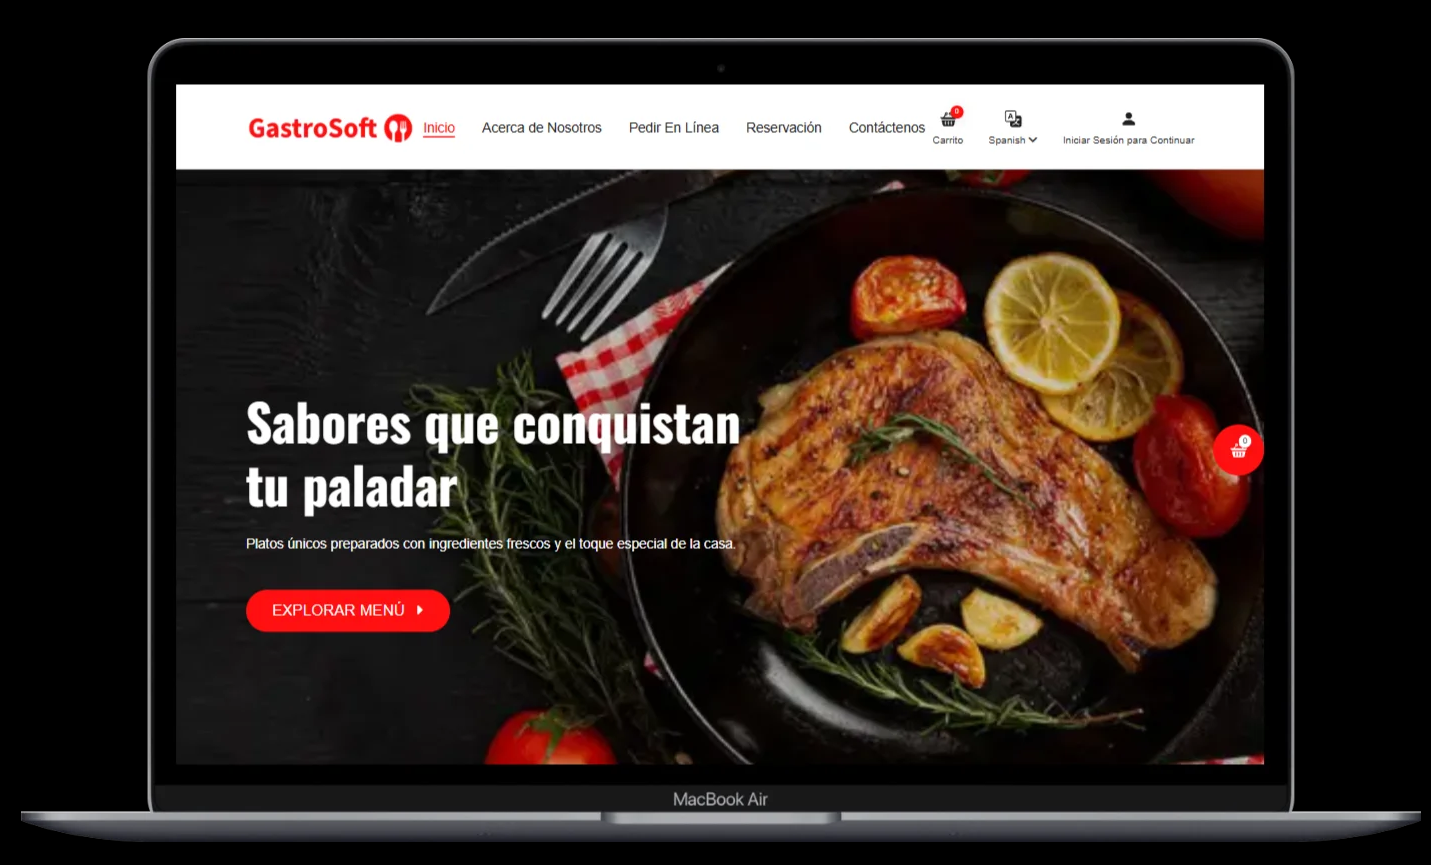 GastroSoft
Inicio
Acerca de Nosotros
Pedir En Línea
Reservación
Contáctenos
0
Carrito
Spanish
Iniciar Sesión para Continuar
Sabores que conquistan
tu paladar
0
Platos únicos preparados con ingredientes frescos y el toque especial de la casa.
EXPLORAR MENÚ
MacBook Air